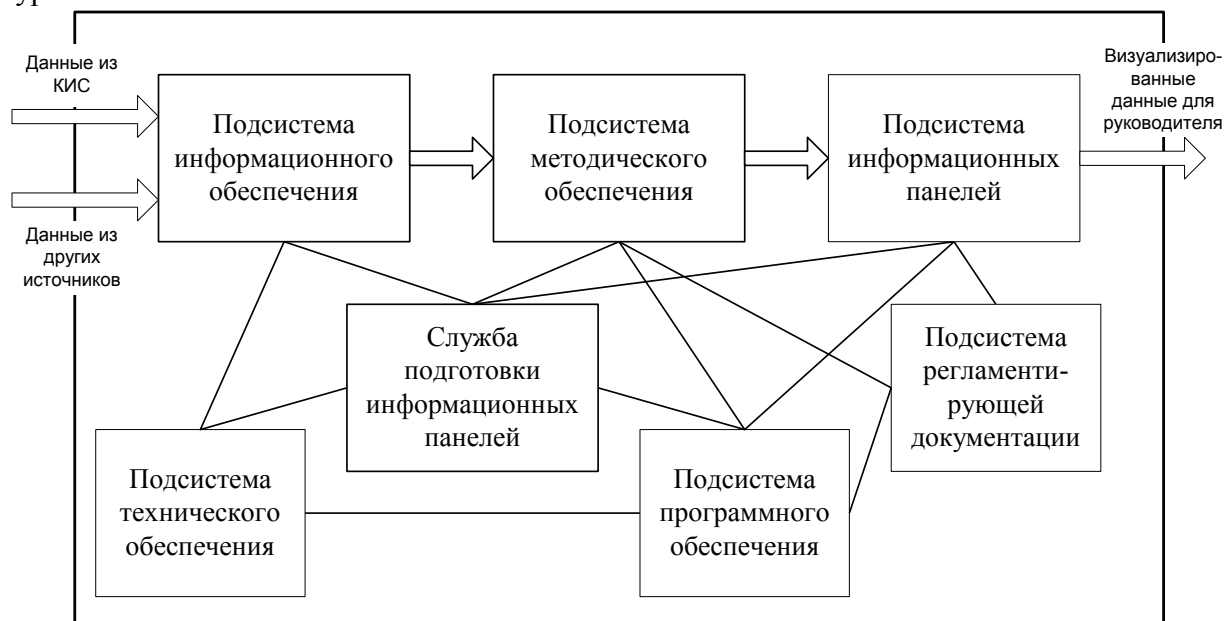 ур
Данные из
КИС
Данные из
других
источников
Подсистема
информационного
обеспечения
Подсистема
методического
обеспечения
Подсистема
информационных
панелей
Визуализиро-
ванные
данные для
руководителя
Служба
подготовки
информационных
панелей
Подсистема
регламенти-
рующей
документации
Подсистема
технического
обеспечения
Подсистема
программного
обеспечения